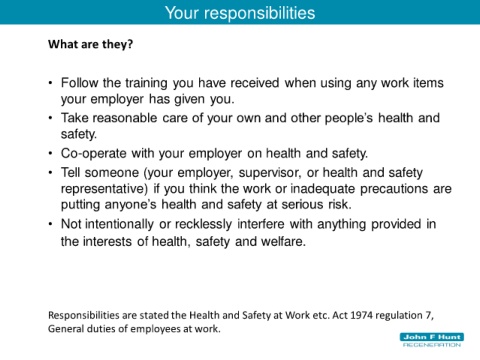 Your responsibilities
What are they?
• Follow the training you have received when using any work items
your employer has given you.
• Take reasonable care of your own and other people's health and
safety.
• Co-operate with your employer on health and safety.
• Tell someone (your employer, supervisor, or health and safety
representative) if you think the work or inadequate precautions are
putting anyone's health and safety at serious risk.
• Not intentionally or recklessly interfere with anything provided in
the interests of health, safety and welfare.
Responsibilities are stated the Health and Safety at Work etc. Act 1974 regulation 7,
General duties of employees at work.
John F Hunt
REGENERATION